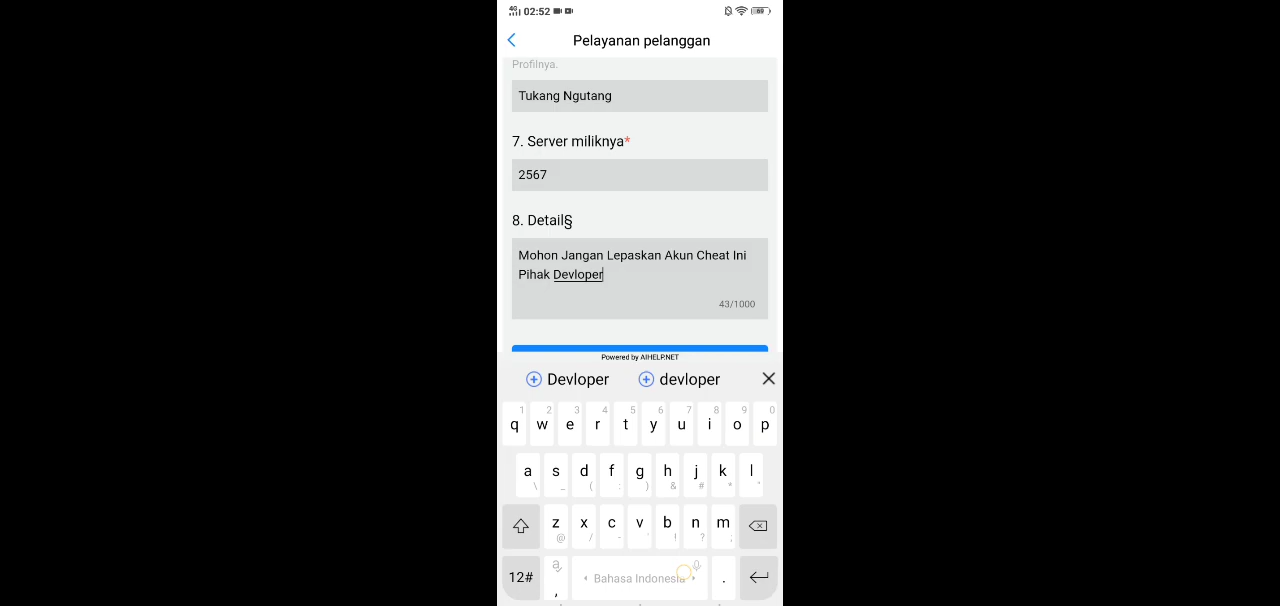 4G 02:52 69
Pelayanan pelanggan
Profilnya.
Tukang Ngutang
7. Server miliknya*
2567
8. Detail§
Mohon Jangan Lepaskan Akun Cheat Ini
Pihak Devloper
43/1000
Powered by AIHELP.NET
Devloper devloper
1 2 3 4 5 6 7 8 9 0
q w e r t y u i o p
a s d f g h j k l
\ _ ( : ) & # * "
z x c v b n m
@ / - ' ! ? ;
12# a , Bahasa Indonesia .